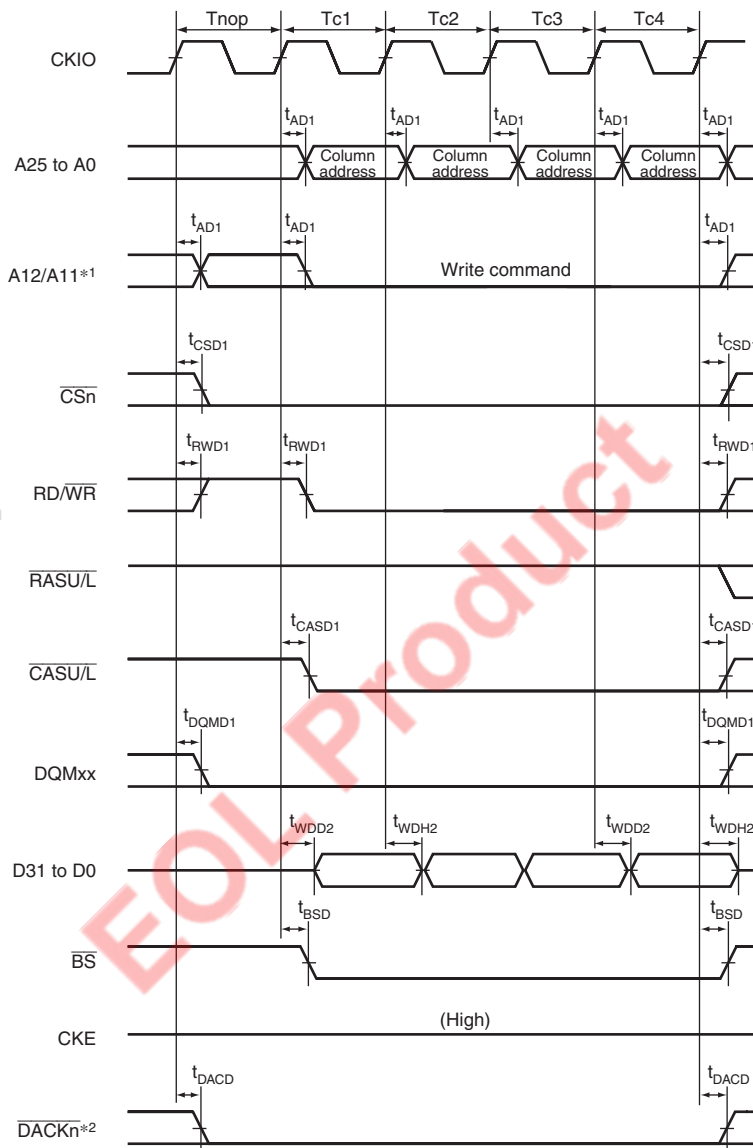 Tnop Tc1 Tc2 Tc3 Tc4
CKIO
tAD1 tAD1 tAD1 tAD1 tAD1
A25 to A0
Column address Column address Column address Column address
tAD1 tAD1 tAD1
A12/A11*1
Write command
tCSD1 tCSD1
CSn
tRWD1 tRWD1 tRWD1
RD/WR
RASU/L
tCASD1 tCASD1
CASU/L
tDQMD1 tDQMD1
DQMxx
tWDD2 tWDH2 tWDD2 tWDH2
D31 to D0
tBSD tBSD
BS
(High)
CKE
tDACD tDACD
DACKn*2
EOL Product